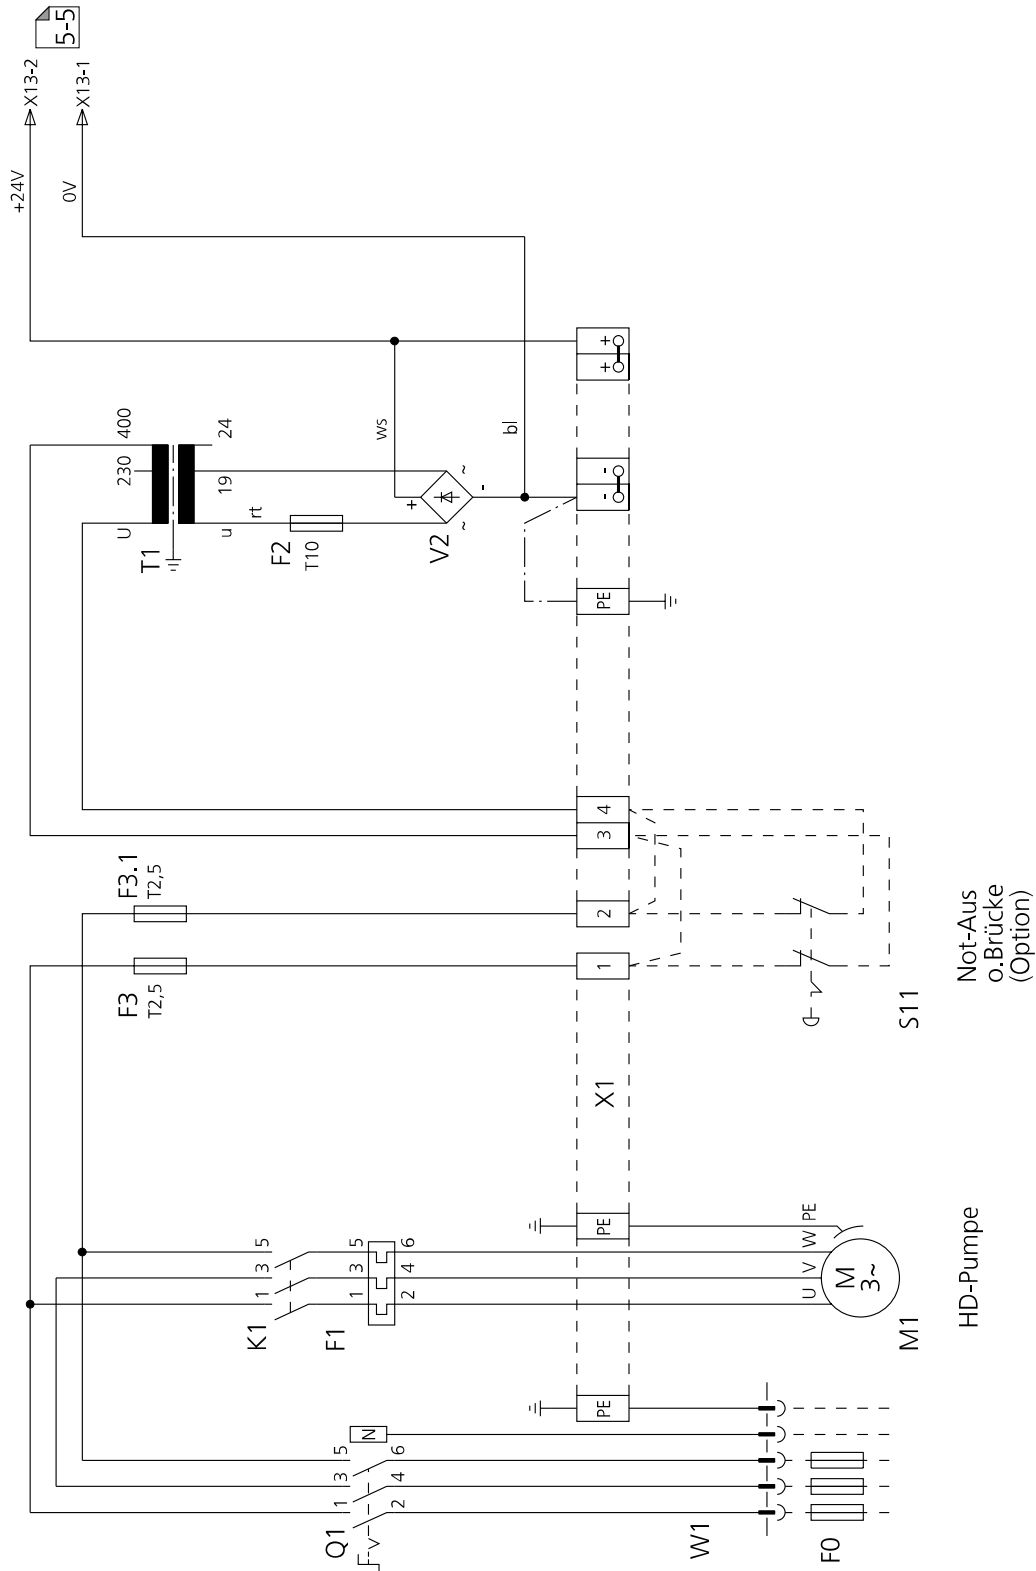 5-5
X13-2
X13-1
+24V
0V
400
230
U
T1
24
19
u
rt
F2
T10
ws
bl
+
~
-
~
V2
+ +
- -
PE
4
3
2
1
F3.1
T2,5
F3
T2,5
X1
S11
Not-Aus
o.Brücke
(Option)
K1
1 3 5
F1
1 3 5
2 4 6
PE
U V W PE
M
3~
M1
HD-Pumpe
PE
N
Q1
1 3 5
2 4 6
W1
F0